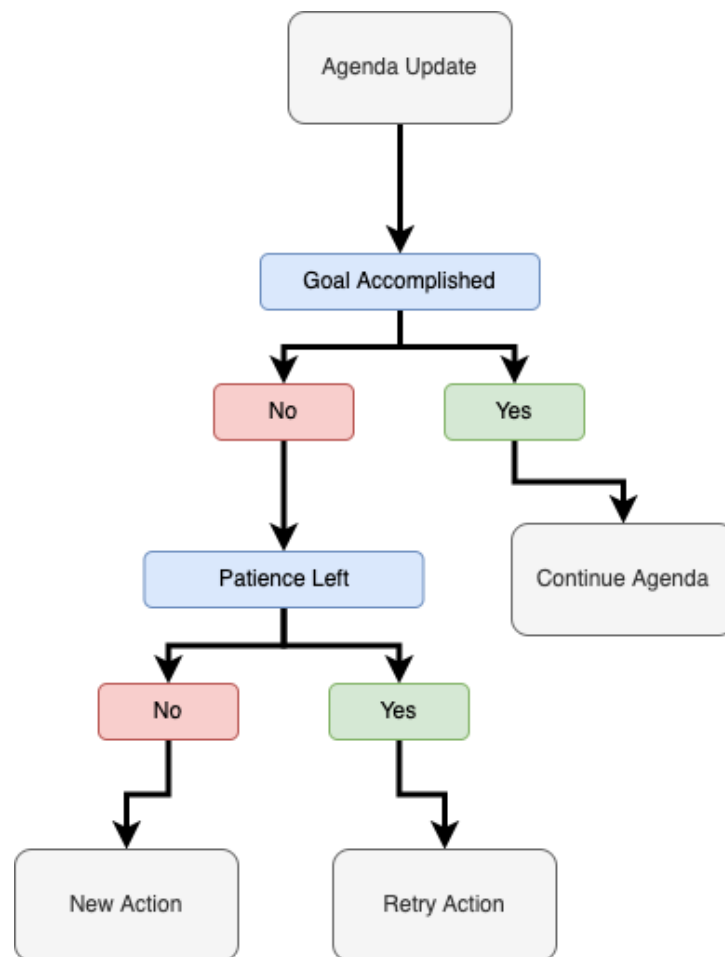 Agenda Update
Goal Accomplished
No
Yes
Patience Left
Continue Agenda
No
Yes
New Action
Retry Action